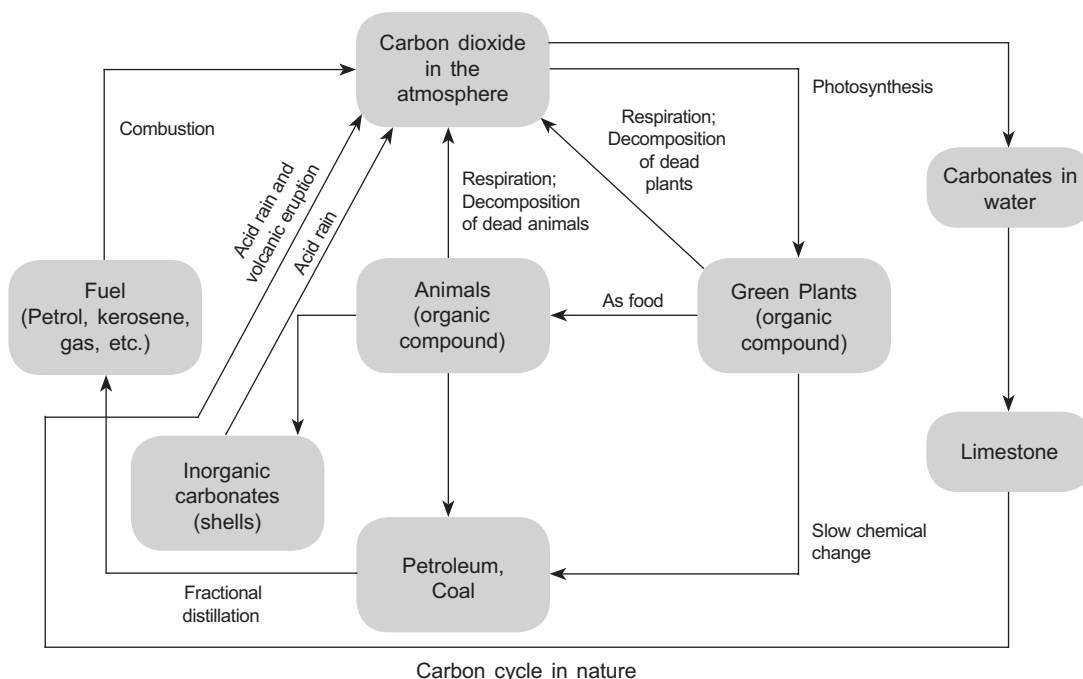 Carbon dioxide
in the
atmosphere
Combustion
Photosynthesis
Respiration;
Decomposition
of dead
plants
Acid rain and
volcanic eruption
Acid rain
Respiration;
Decomposition
of dead animals
Carbonates in
water
Fuel
(Petrol, kerosene,
gas, etc.)
Animals
(organic
compound)
As food
Green Plants
(organic
compound)
Inorganic
carbonates
(shells)
Limestone
Slow chemical
change
Petroleum,
Coal
Fractional
distillation
Carbon cycle in nature